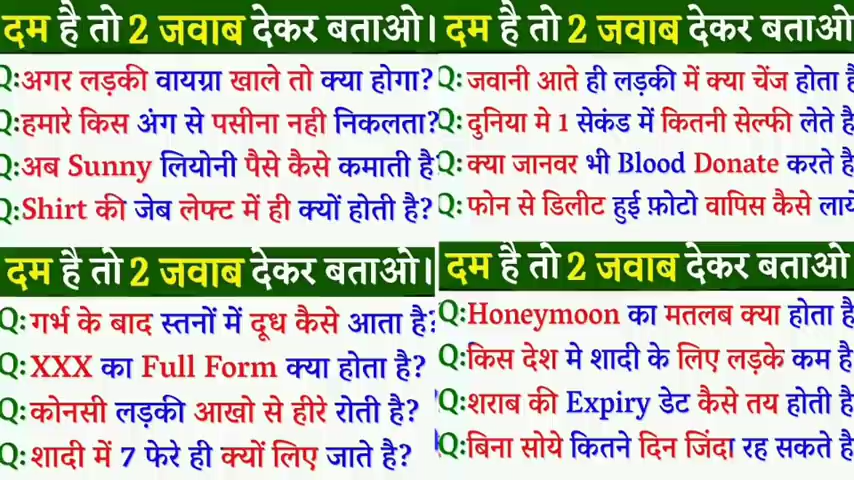 दम है तो 2 जवाब देकर बताओ।
Q:अगर लड़की वायग्रा खाले तो क्या होगा?
Q:हमारे किस अंग से पसीना नही निकलता?
Q:अब Sunny लियोनी पैसे कैसे कमाती है
Q:Shirt की जेब लेफ्ट में ही क्यों होती है?
दम है तो 2 जवाब देकर बताओ
Q: जवानी आते ही लड़की में क्या चेंज होता है
Q: दुनिया मे 1 सेकंड में कितनी सेल्फी लेते है
Q: क्या जानवर भी Blood Donate करते है
Q: फोन से डिलीट हुई फ़ोटो वापिस कैसे लाये
दम है तो 2 जवाब देकर बताओ।
Q: गर्भ के बाद स्तनों में दूध कैसे आता है?
Q: XXX का Full Form क्या होता है?
Q: कोनसी लड़की आखो से हीरे रोती है?
Q: शादी में 7 फेरे ही क्यों लिए जाते है?
दम है तो 2 जवाब देकर बताओ
Q:Honeymoon का मतलब क्या होता है
Q:किस देश मे शादी के लिए लड़के कम है
Q:शराब की Expiry डेट कैसे तय होती है
Q:बिना सोये कितने दिन जिंदा रह सकते है